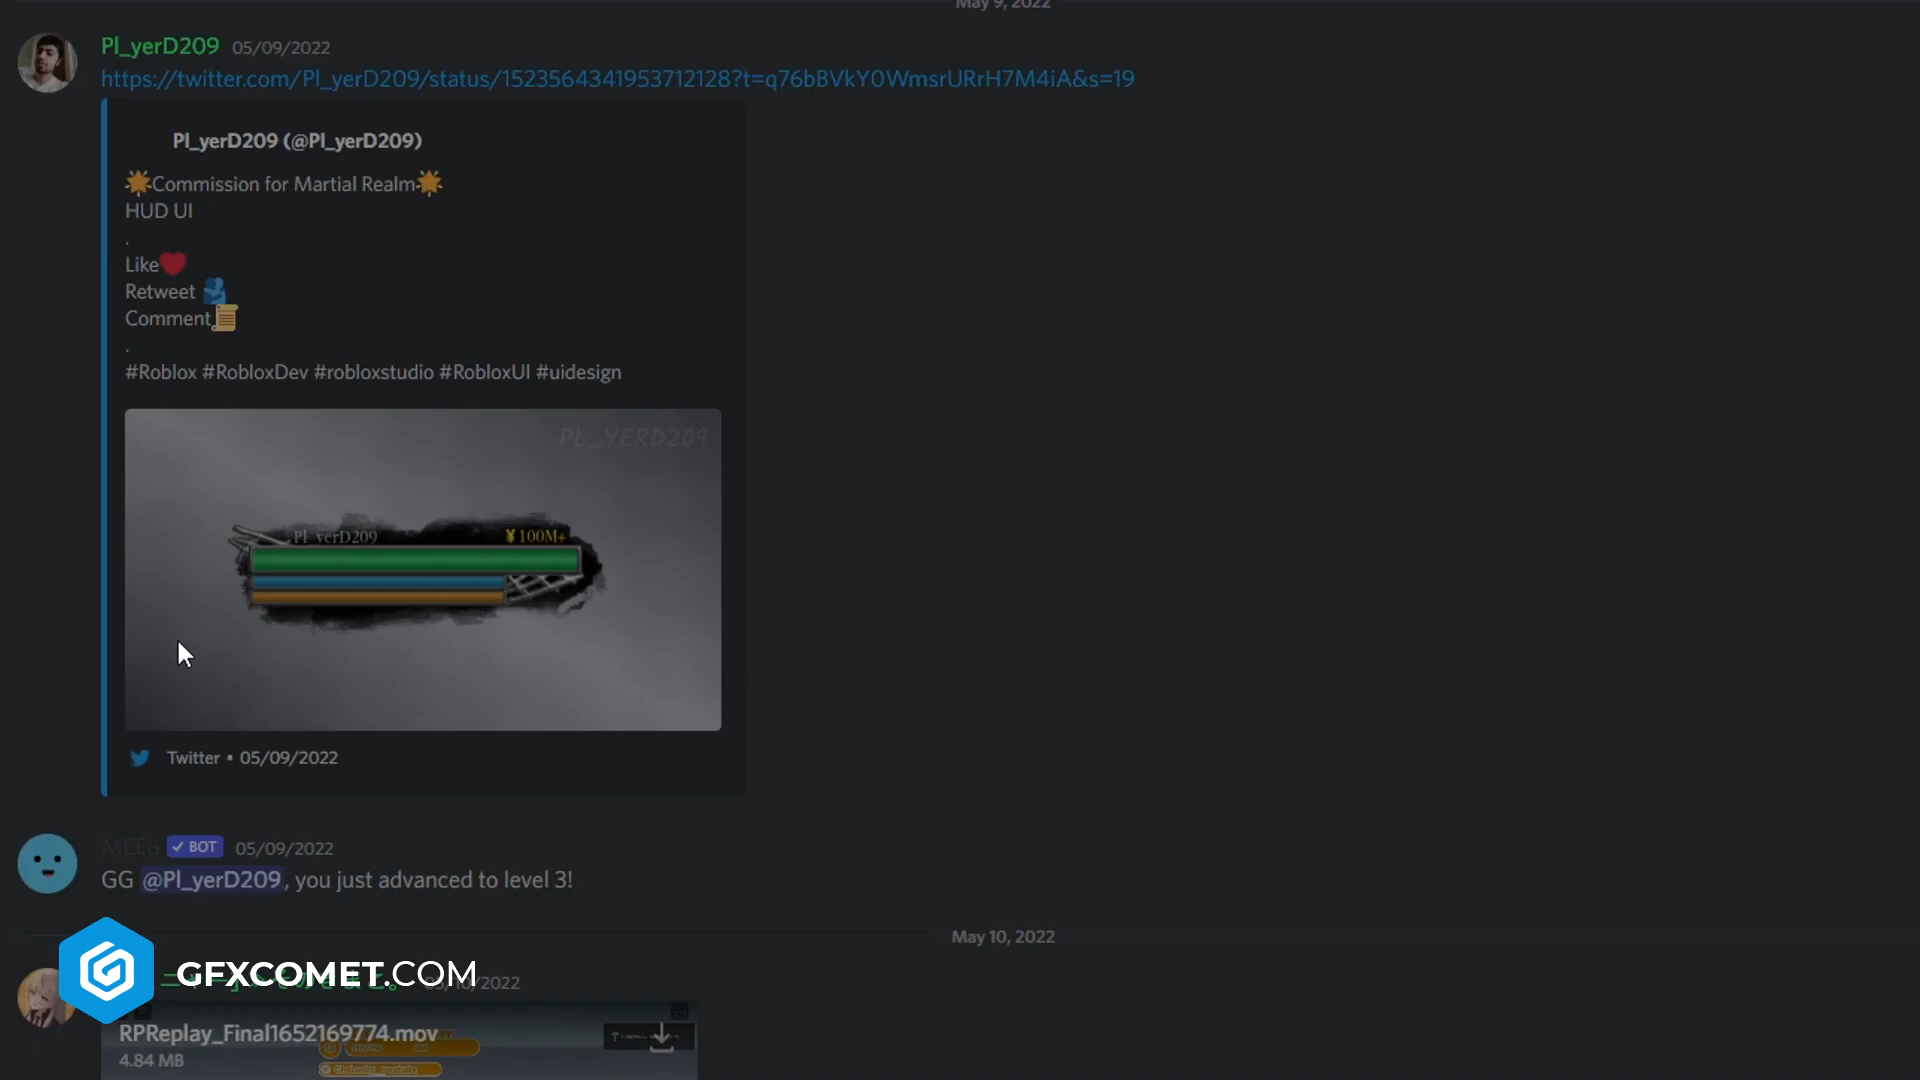 May 9, 2022
Pl_yerD209 05/09/2022
https://twitter.com/Pl_yerD209/status/1523564341953712128?t=q76bBVkY0WmsrURrH7M4iA&s=19
Pl_yerD209 (@Pl_yerD209)
🌟Commission for Martial Realm🌟
HUD UI
.
Like❤️
Retweet 🫂
Comment📜
.
#Roblox #RobloxDev #robloxstudio #RobloxUI #uidesign
PL_YERD209
Pl_yerD209 ¥100M+
Twitter • 05/09/2022
MEE6 ✓ BOT 05/09/2022
GG @Pl_yerD209, you just advanced to level 3!
May 10, 2022
GFXCOMET.COM
RPReplay_Final1652169774.mov
4.84 MB